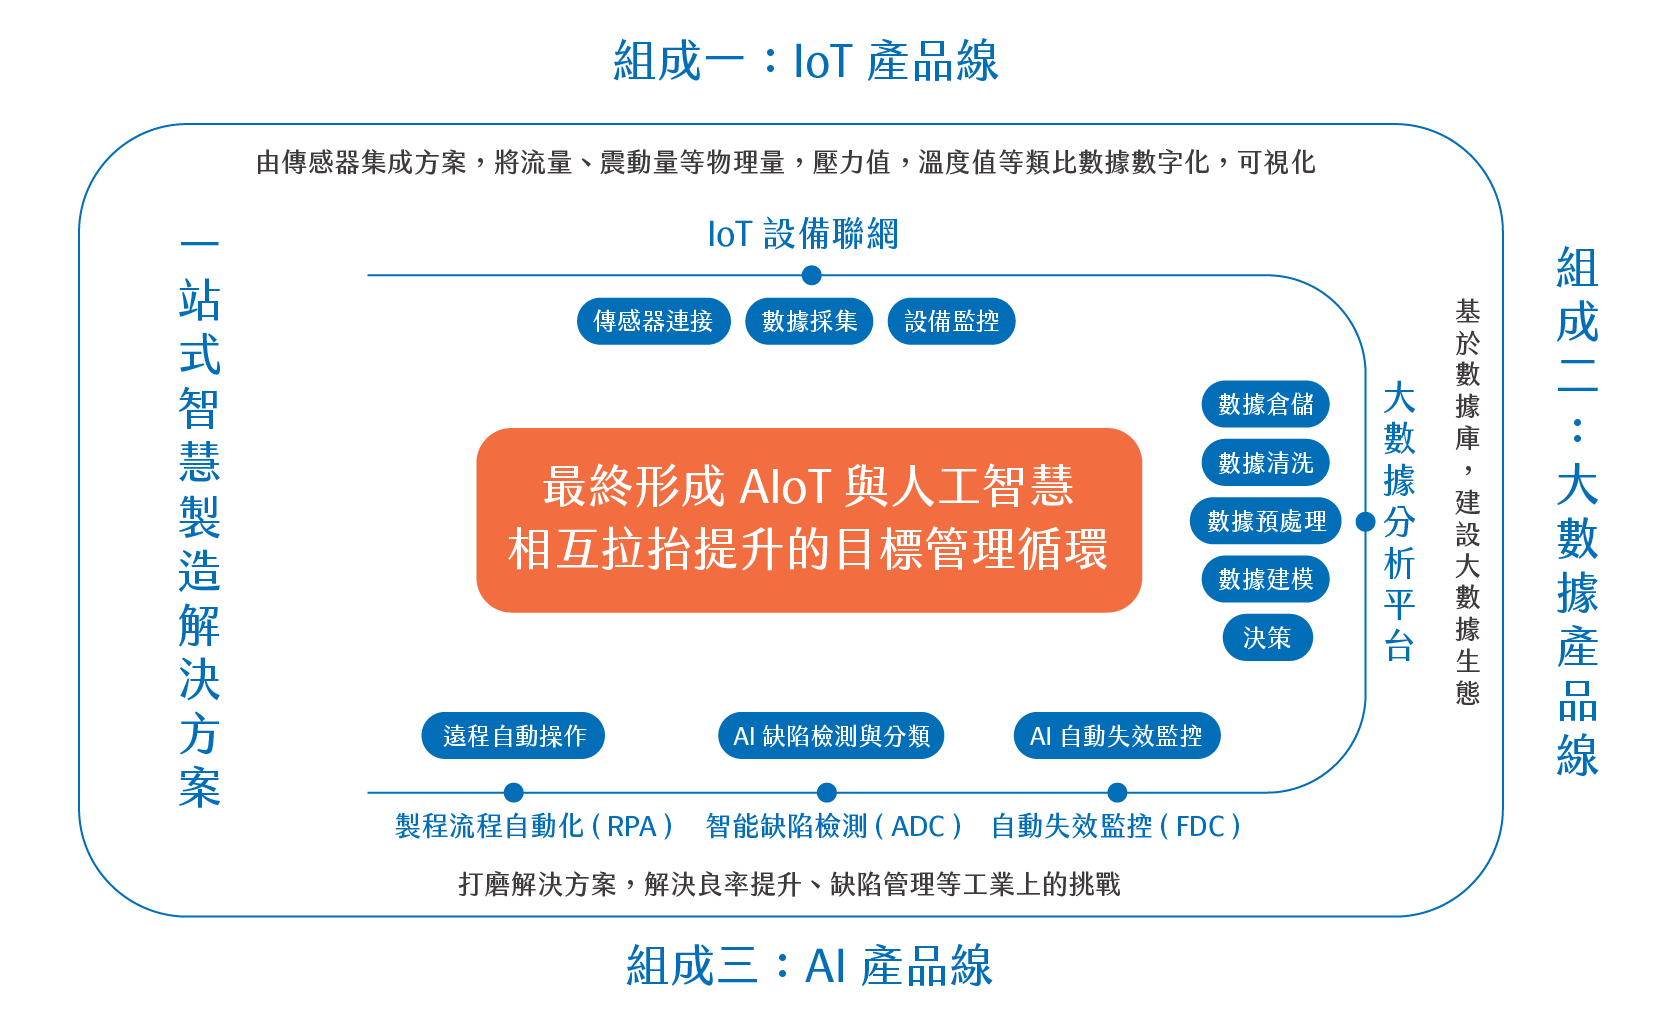 組成一：IoT 產品線
由傳感器集成方案，將流量、震動量等物理量，壓力值，溫度值等類比數據數字化，可視化
IoT 設備聯網
傳感器連接
數據採集
設備監控
一站式智慧製造解決方案
最終形成 AIoT 與人工智慧
相互拉抬提升的目標管理循環
數據倉儲
數據清洗
數據預處理
數據建模
決策
大數據分析平台
基於數據庫，建設大數據生態
組成二：大數據產品線
遠程自動操作
AI 缺陷檢測與分類
AI 自動失效監控
製程流程自動化 ( RPA )
智能缺陷檢測 ( ADC )
自動失效監控 ( FDC )
打磨解決方案，解決良率提升、缺陷管理等工業上的挑戰
組成三：AI 產品線